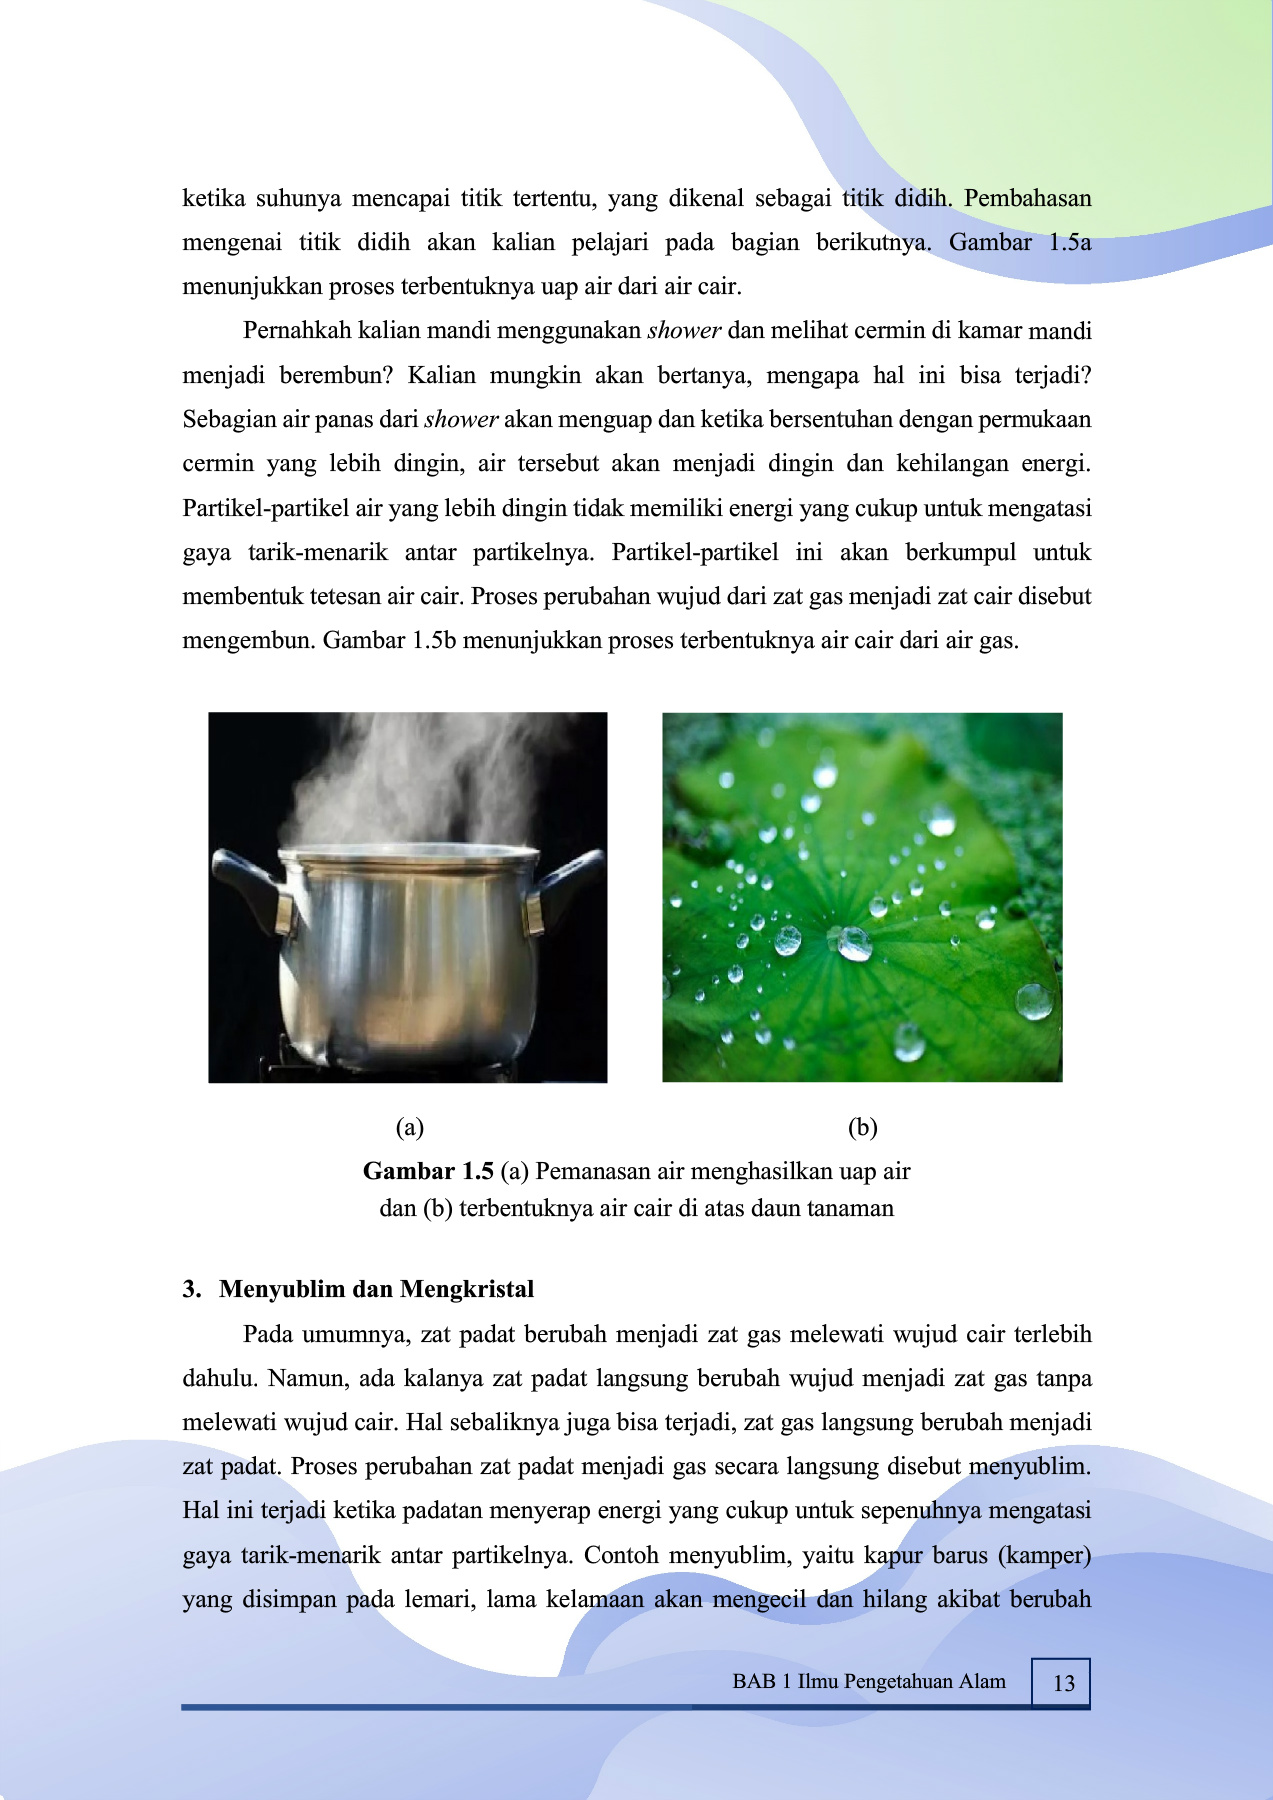 ketika suhunya mencapai titik tertentu, yang dikenal sebagai titik didih. Pembahasan
mengenai titik didih akan kalian pelajari pada bagian berikutnya. Gambar 1.5a
menunjukkan proses terbentuknya uap air dari air cair.
Pernahkah kalian mandi menggunakan shower dan melihat cermin di kamar mandi
menjadi berembun? Kalian mungkin akan bertanya, mengapa hal ini bisa terjadi?
Sebagian air panas dari shower akan menguap dan ketika bersentuhan dengan permukaan
cermin yang lebih dingin, air tersebut akan menjadi dingin dan kehilangan energi.
Partikel-partikel air yang lebih dingin tidak memiliki energi yang cukup untuk mengatasi
gaya tarik-menarik antar partikelnya. Partikel-partikel ini akan berkumpul untuk
membentuk tetesan air cair. Proses perubahan wujud dari zat gas menjadi zat cair disebut
mengembun. Gambar 1.5b menunjukkan proses terbentuknya air cair dari air gas.
(a) (b)
Gambar 1.5 (a) Pemanasan air menghasilkan uap air
dan (b) terbentuknya air cair di atas daun tanaman
3. Menyublim dan Mengkristal
Pada umumnya, zat padat berubah menjadi zat gas melewati wujud cair terlebih
dahulu. Namun, ada kalanya zat padat langsung berubah wujud menjadi zat gas tanpa
melewati wujud cair. Hal sebaliknya juga bisa terjadi, zat gas langsung berubah menjadi
zat padat. Proses perubahan zat padat menjadi gas secara langsung disebut menyublim.
Hal ini terjadi ketika padatan menyerap energi yang cukup untuk sepenuhnya mengatasi
gaya tarik-menarik antar partikelnya. Contoh menyublim, yaitu kapur barus (kamper)
yang disimpan pada lemari, lama kelamaan akan mengecil dan hilang akibat berubah
BAB 1 Ilmu Pengetahuan Alam 13